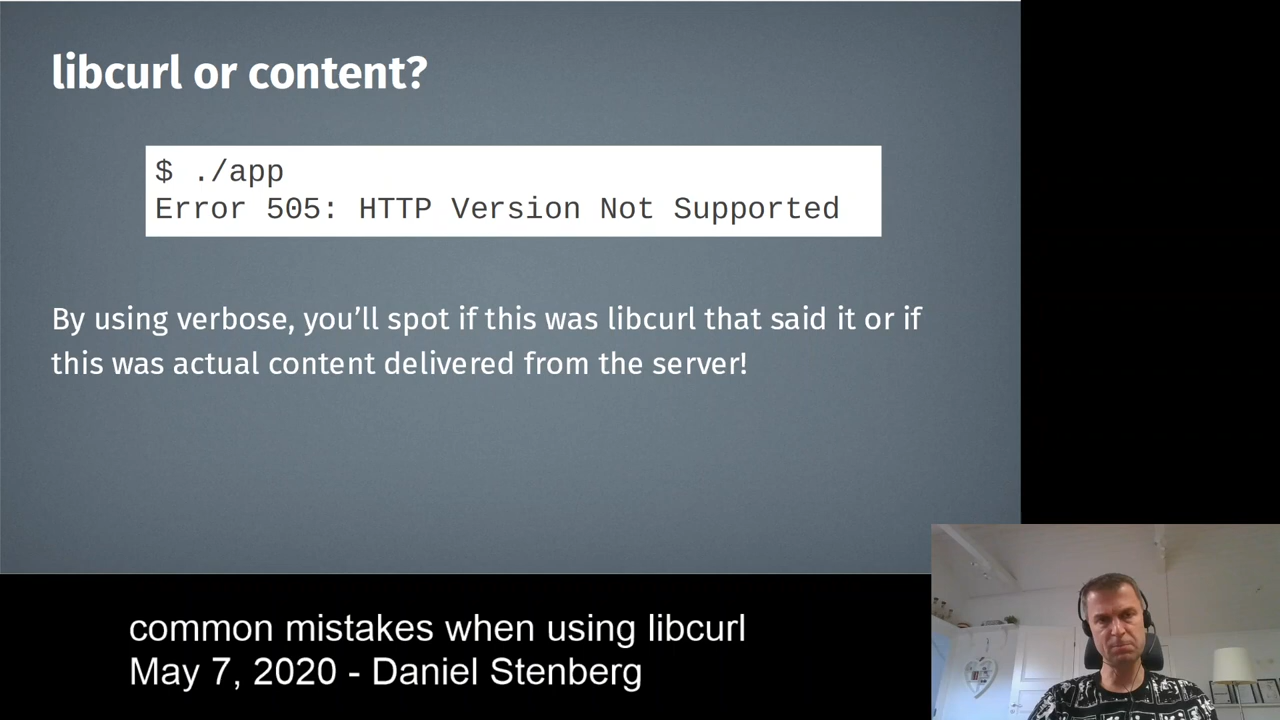 libcurl or content?
$ ./app
Error 505: HTTP Version Not Supported
By using verbose, you’ll spot if this was libcurl that said it or if
this was actual content delivered from the server!
common mistakes when using libcurl
May 7, 2020 - Daniel Stenberg